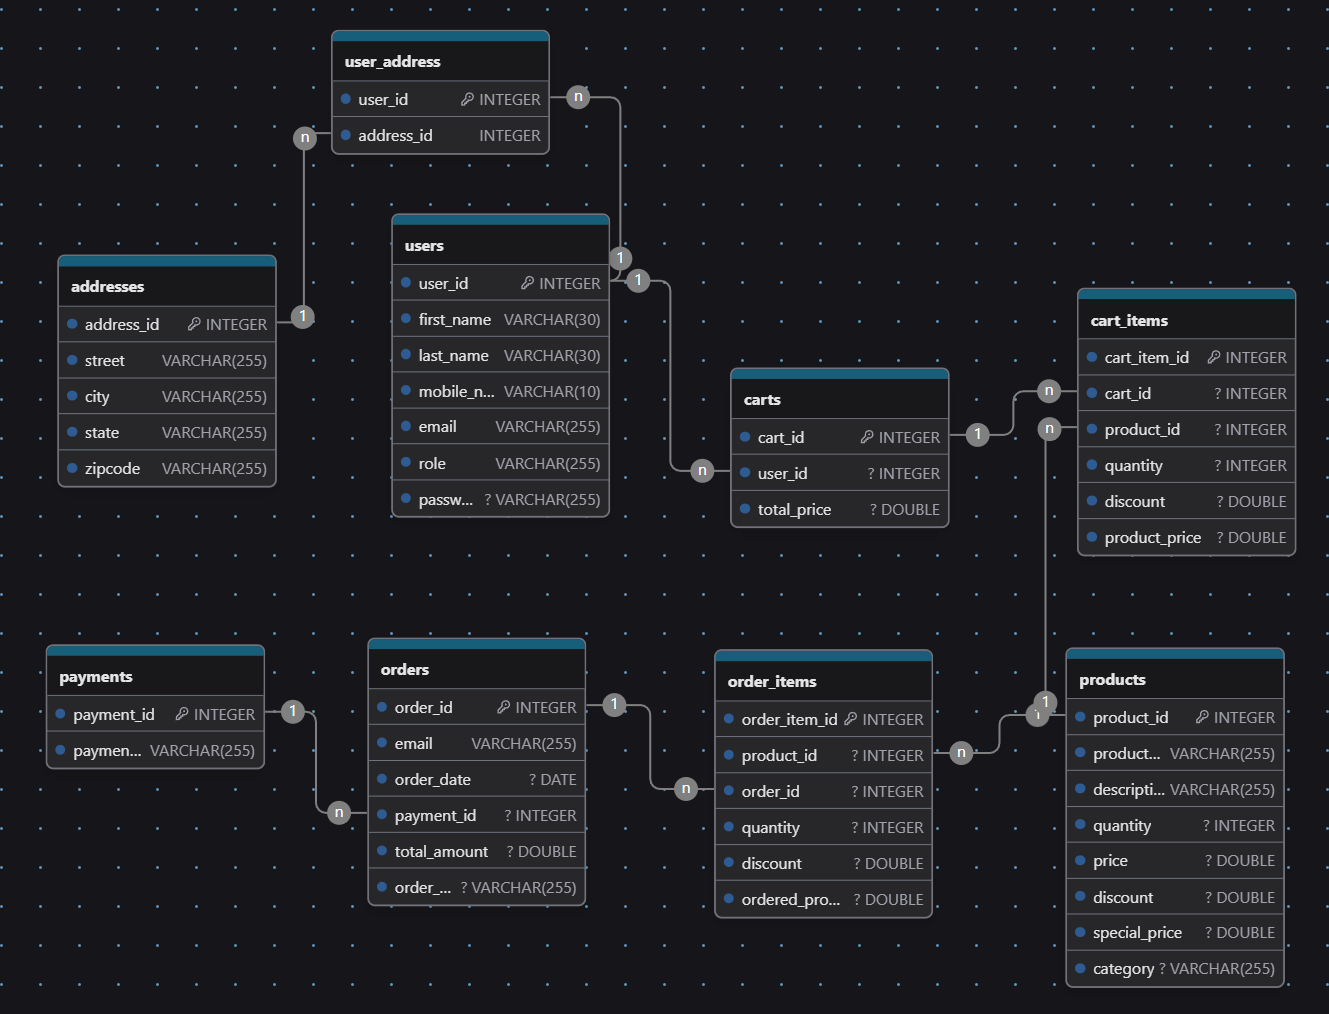 user_address
user_id INTEGER
address_id INTEGER
n
n
users
user_id INTEGER
first_name VARCHAR(30)
last_name VARCHAR(30)
mobile_n... VARCHAR(10)
email VARCHAR(255)
role VARCHAR(255)
passw... ? VARCHAR(255)
1
1
addresses
address_id INTEGER
street VARCHAR(255)
city VARCHAR(255)
state VARCHAR(255)
zipcode VARCHAR(255)
1
carts
cart_id INTEGER
user_id ? INTEGER
total_price ? DOUBLE
n
1
cart_items
cart_item_id INTEGER
cart_id ? INTEGER
product_id ? INTEGER
quantity ? INTEGER
discount ? DOUBLE
product_price ? DOUBLE
n
n
payments
payment_id INTEGER
paymen... VARCHAR(255)
1
n
orders
order_id INTEGER
email VARCHAR(255)
order_date ? DATE
payment_id ? INTEGER
total_amount ? DOUBLE
order_... ? VARCHAR(255)
1
n
order_items
order_item_id INTEGER
product_id ? INTEGER
order_id ? INTEGER
quantity ? INTEGER
discount ? DOUBLE
ordered_pro... ? DOUBLE
n
1
1
products
product_id INTEGER
product... VARCHAR(255)
descripti... VARCHAR(255)
quantity ? INTEGER
price ? DOUBLE
discount ? DOUBLE
special_price ? DOUBLE
category ? VARCHAR(255)